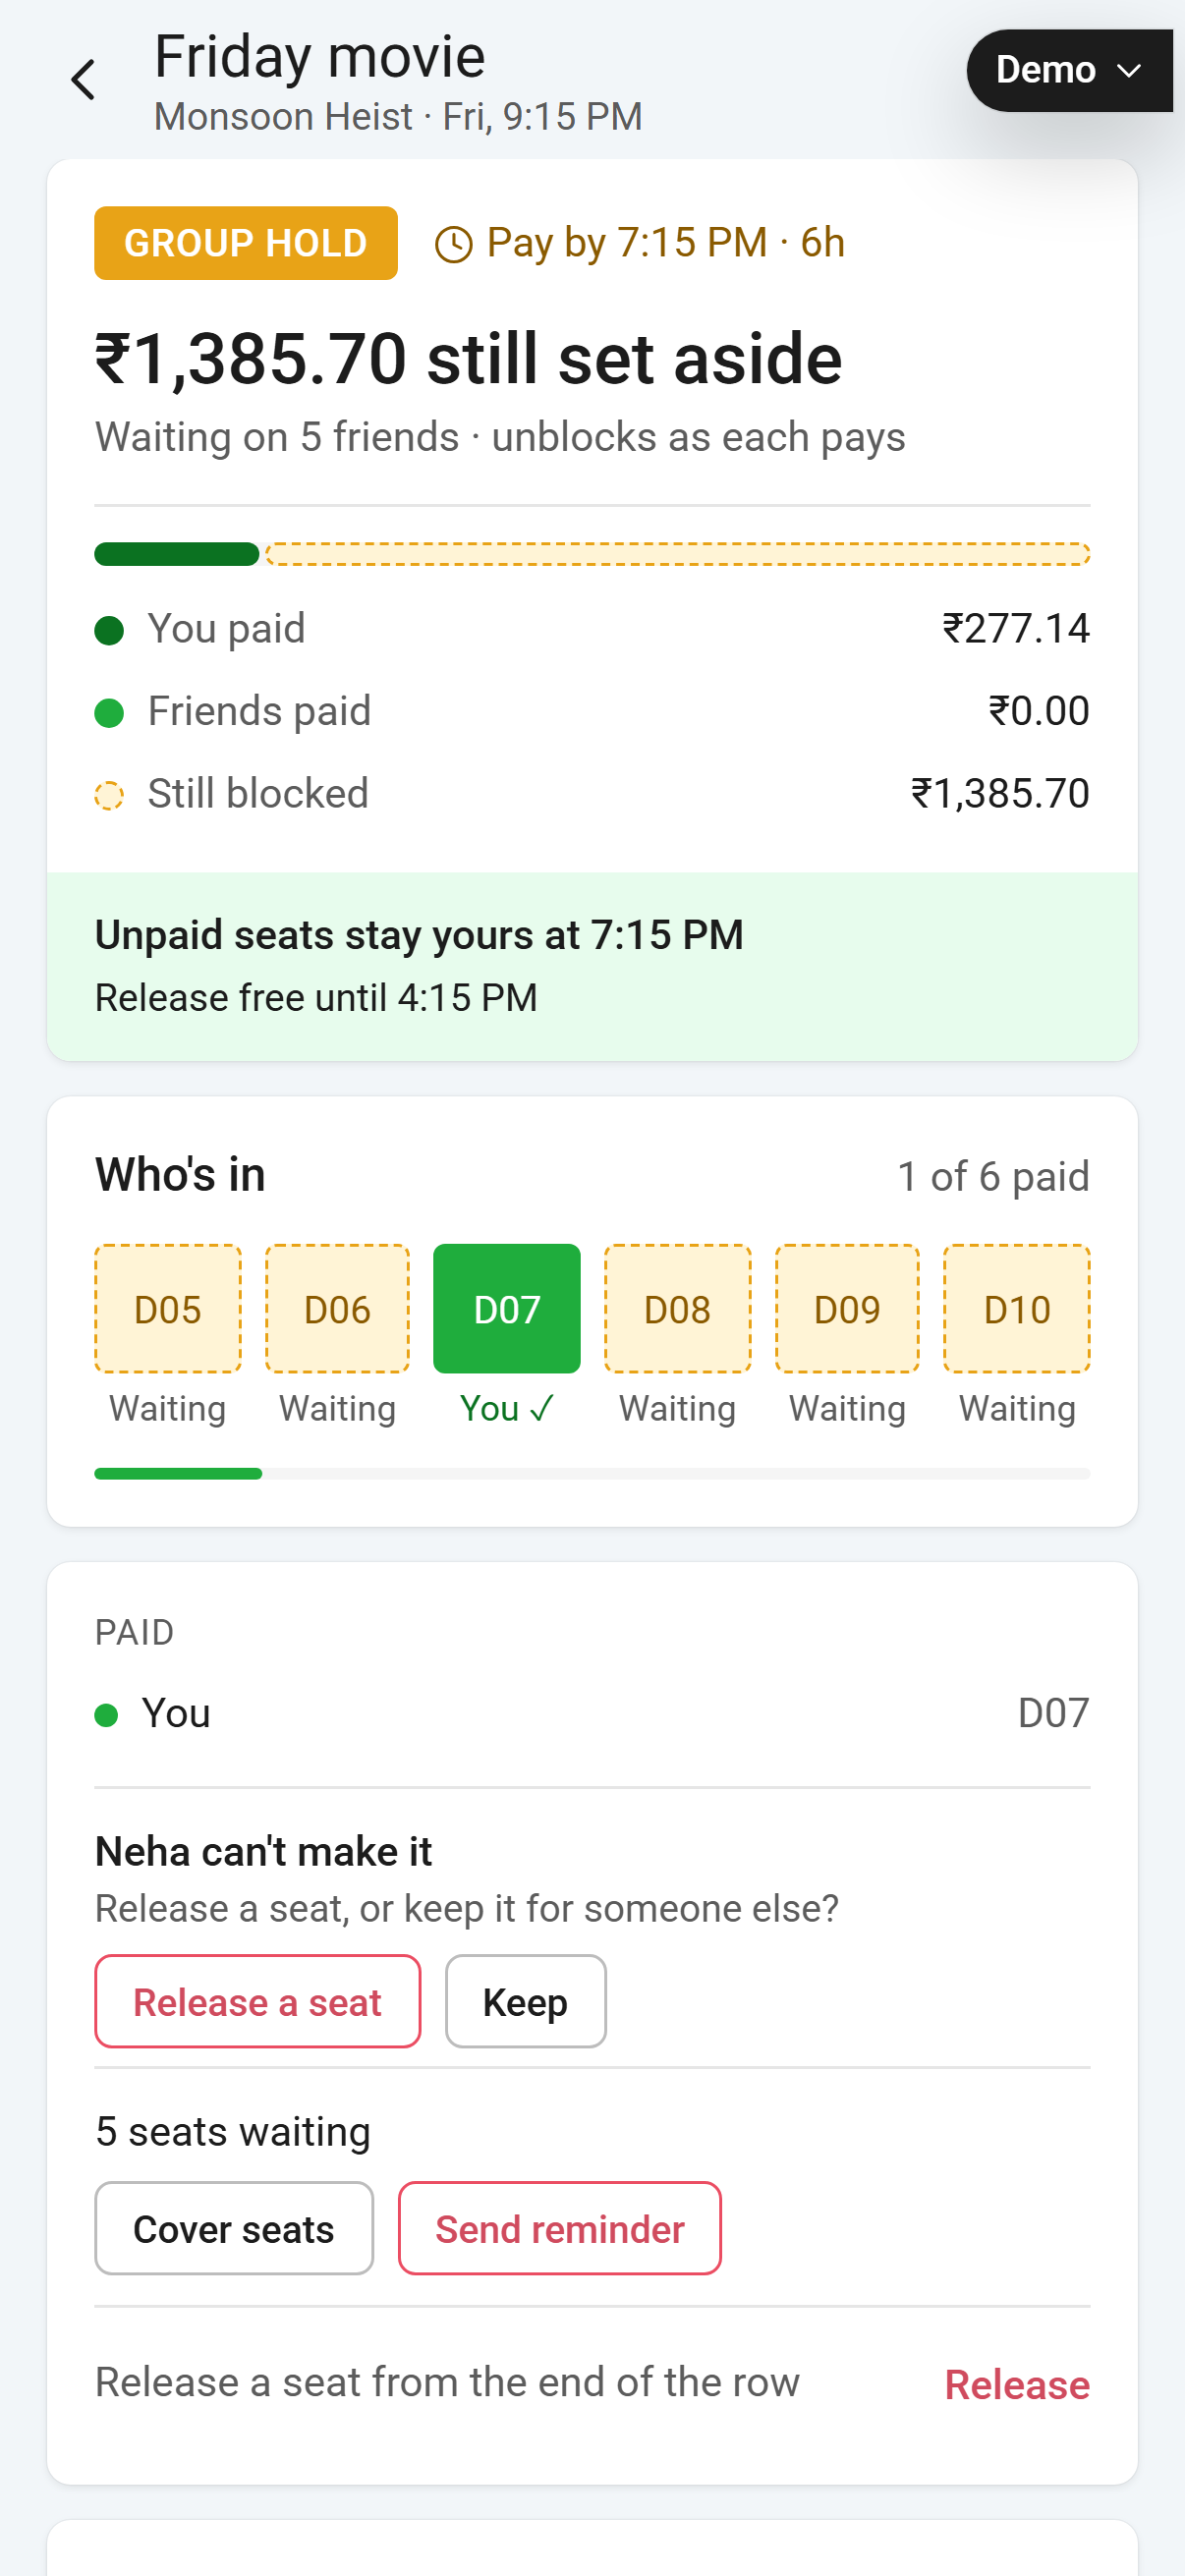 Friday movie
Monsoon Heist · Fri, 9:15 PM
Demo
GROUP HOLD
Pay by 7:15 PM · 6h
₹1,385.70 still set aside
Waiting on 5 friends · unblocks as each pays
You paid ₹277.14
Friends paid ₹0.00
Still blocked ₹1,385.70
Unpaid seats stay yours at 7:15 PM
Release free until 4:15 PM
Who's in 1 of 6 paid
D05 D06 D07 D08 D09 D10
Waiting Waiting You ✓ Waiting Waiting Waiting
PAID
You D07
Neha can't make it
Release a seat, or keep it for someone else?
Release a seat Keep
5 seats waiting
Cover seats Send reminder
Release a seat from the end of the row Release